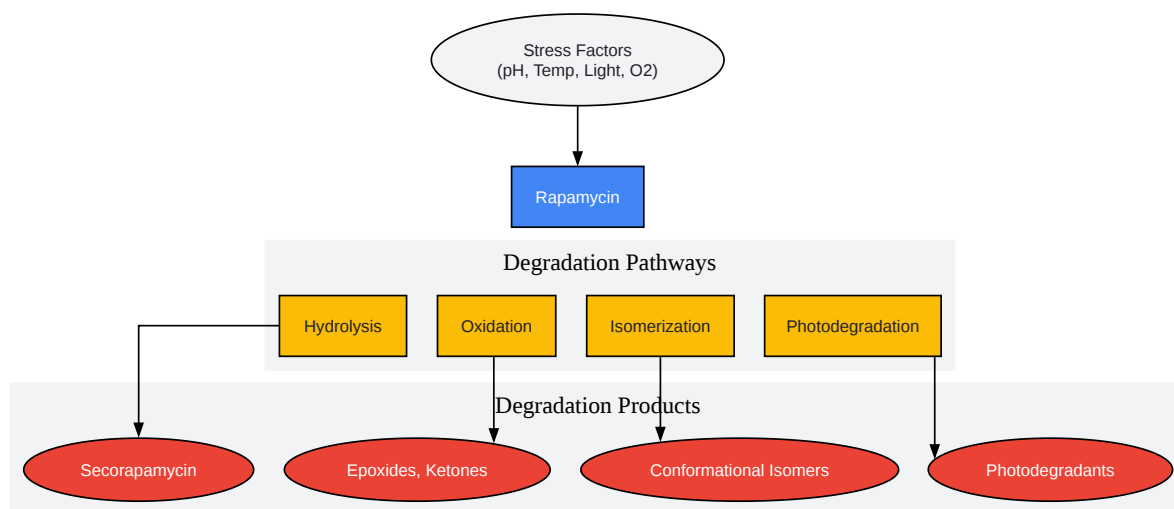 Stress Factors
(pH, Temp, Light, O2)
Rapamycin
Degradation Pathways
Hydrolysis
Oxidation
Isomerization
Photodegradation
Degradation Products
Secorapamycin
Epoxides, Ketones
Conformational Isomers
Photodegradants